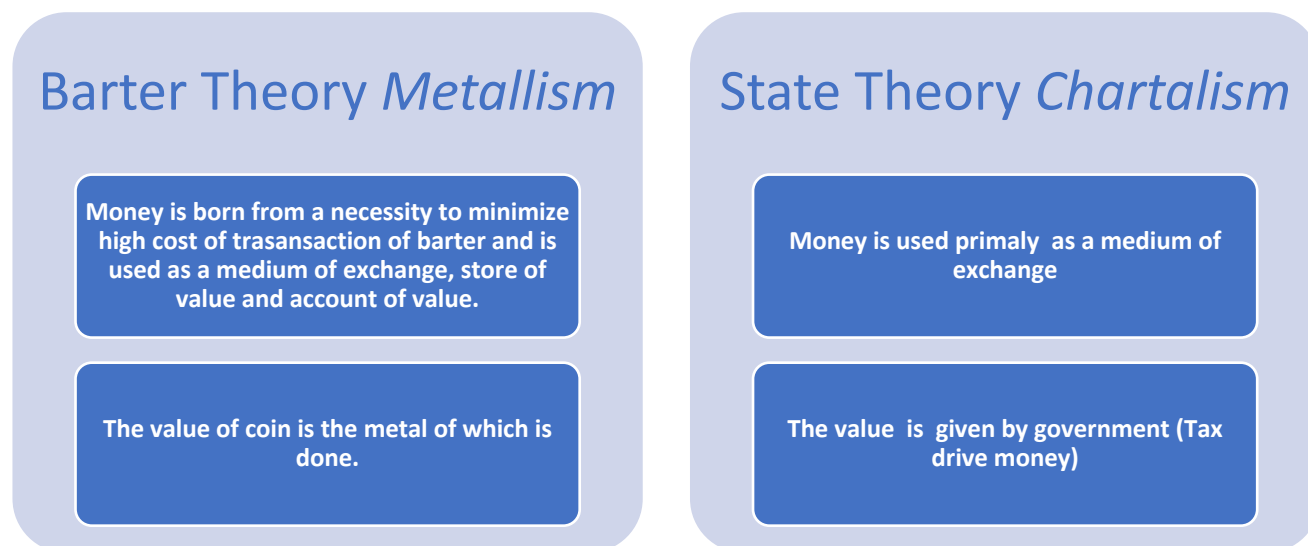 Barter Theory Metallism
Money is born from a necessity to minimize
high cost of trasansaction of barter and is
used as a medium of exchange, store of
value and account of value.
The value of coin is the metal of which is
done.
State Theory Chartalism
Money is used primaly  as a medium of
exchange
The value  is  given by government (Tax
drive money)